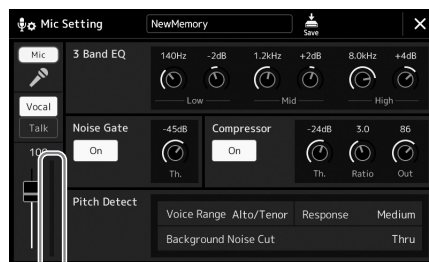 Mic Setting NewMemory Save ×
Mic
Vocal
Talk
100
3 Band EQ
140Hz -2dB 1.2kHz +2dB 8.0kHz +4dB
Low Mid High
Noise Gate
On
-45dB
Th.
Compressor
On
-24dB 3.0 86
Th. Ratio Out
Pitch Detect
Voice Range Alto/Tenor Response Medium
Background Noise Cut Thru